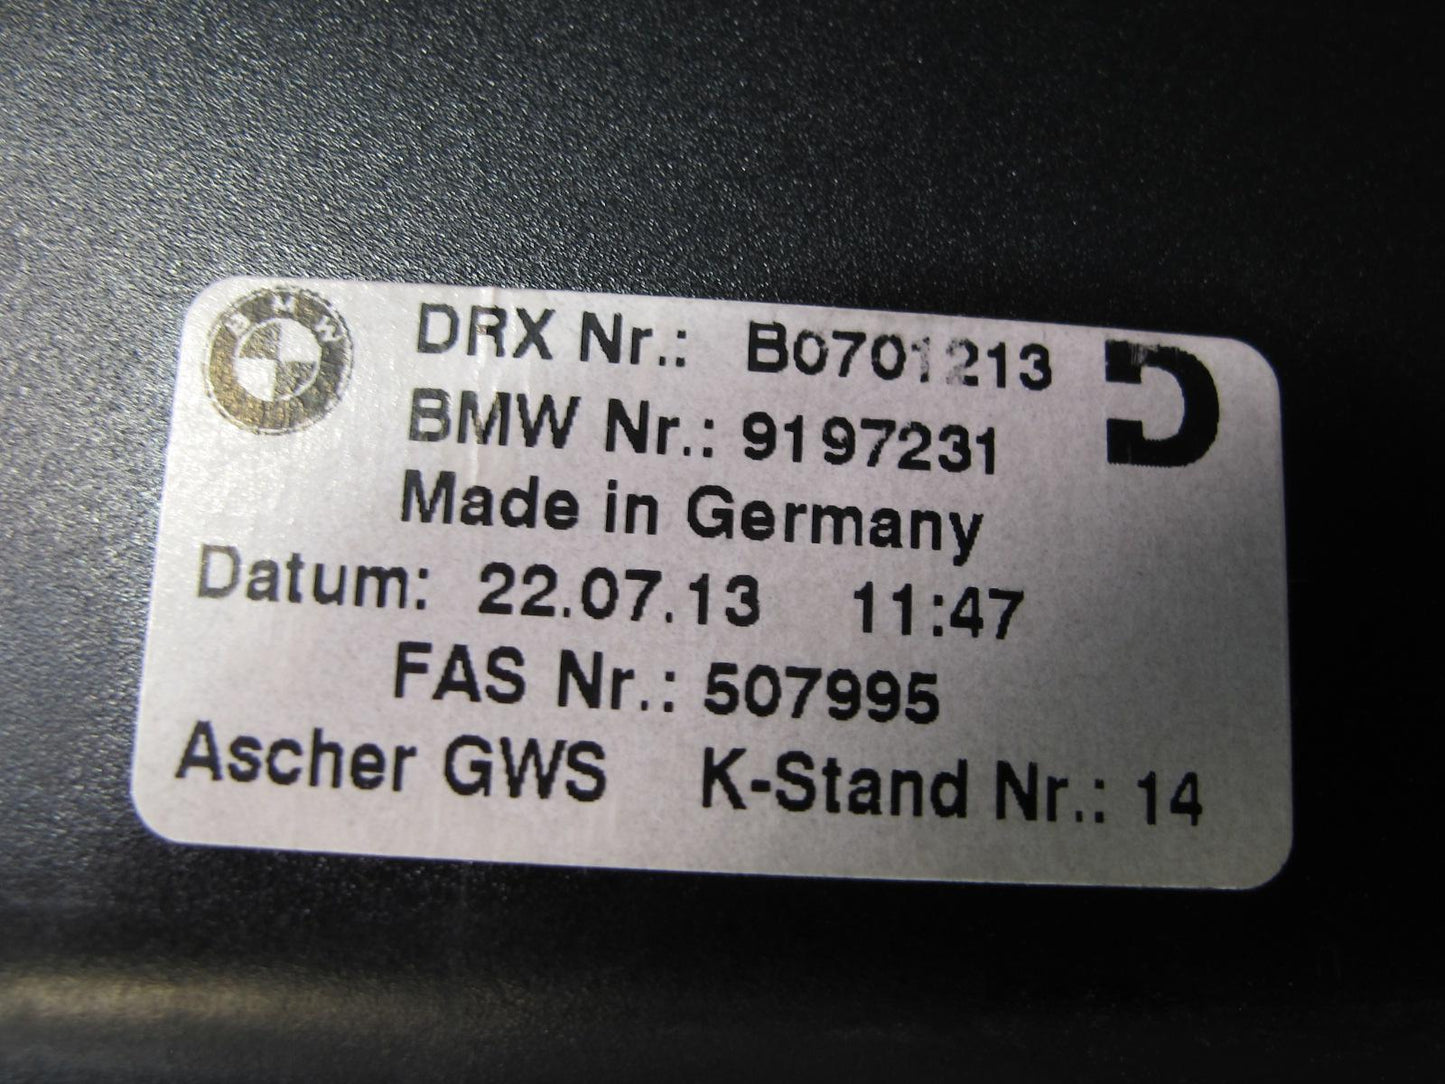 BMW
DRX Nr.: B0701213
BMW Nr.: 9197231
Made in Germany
Datum: 22.07.13 11:47
FAS Nr.: 507995
Ascher GWS K-Stand Nr.: 14